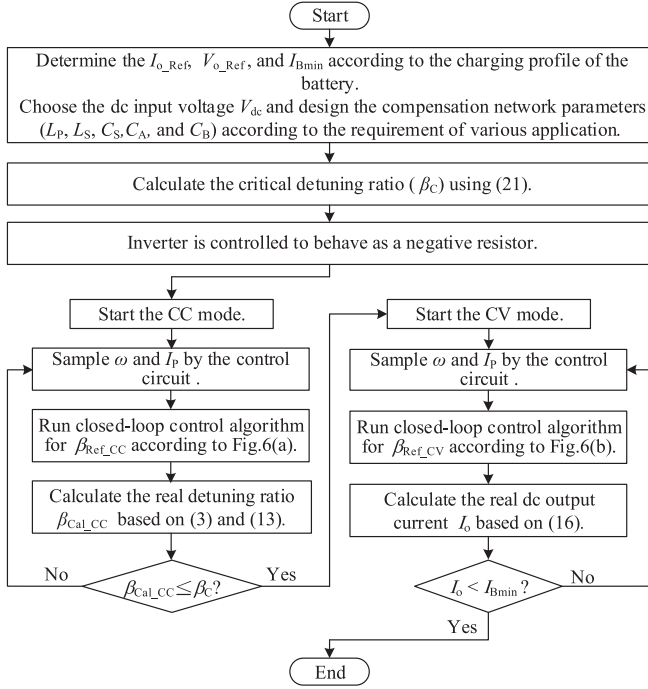 Start
Determine the I_o_Ref, V_o_Ref, and I_Bmin according to the charging profile of the
battery.
Choose the dc input voltage V_dc and design the compensation network parameters
(L_P, L_S, C_S, C_A, and C_B) according to the requirement of various application.
Calculate the critical detuning ratio ( β_C) using (21).
Inverter is controlled to behave as a negative resistor.
Start the CC mode.
Sample ω and I_P by the control
circuit .
Run closed-loop control algorithm
for β_Ref_CC according to Fig.6(a).
Calculate the real detuning ratio
β_Cal_CC based on (3) and (13).
No
β_Cal_CC ≤ β_C?
Yes
Start the CV mode.
Sample ω and I_P by the control
circuit .
Run closed-loop control algorithm
for β_Ref_CV according to Fig.6(b).
Calculate the real dc output
current I_o based on (16).
I_o < I_Bmin ?
No
Yes
End